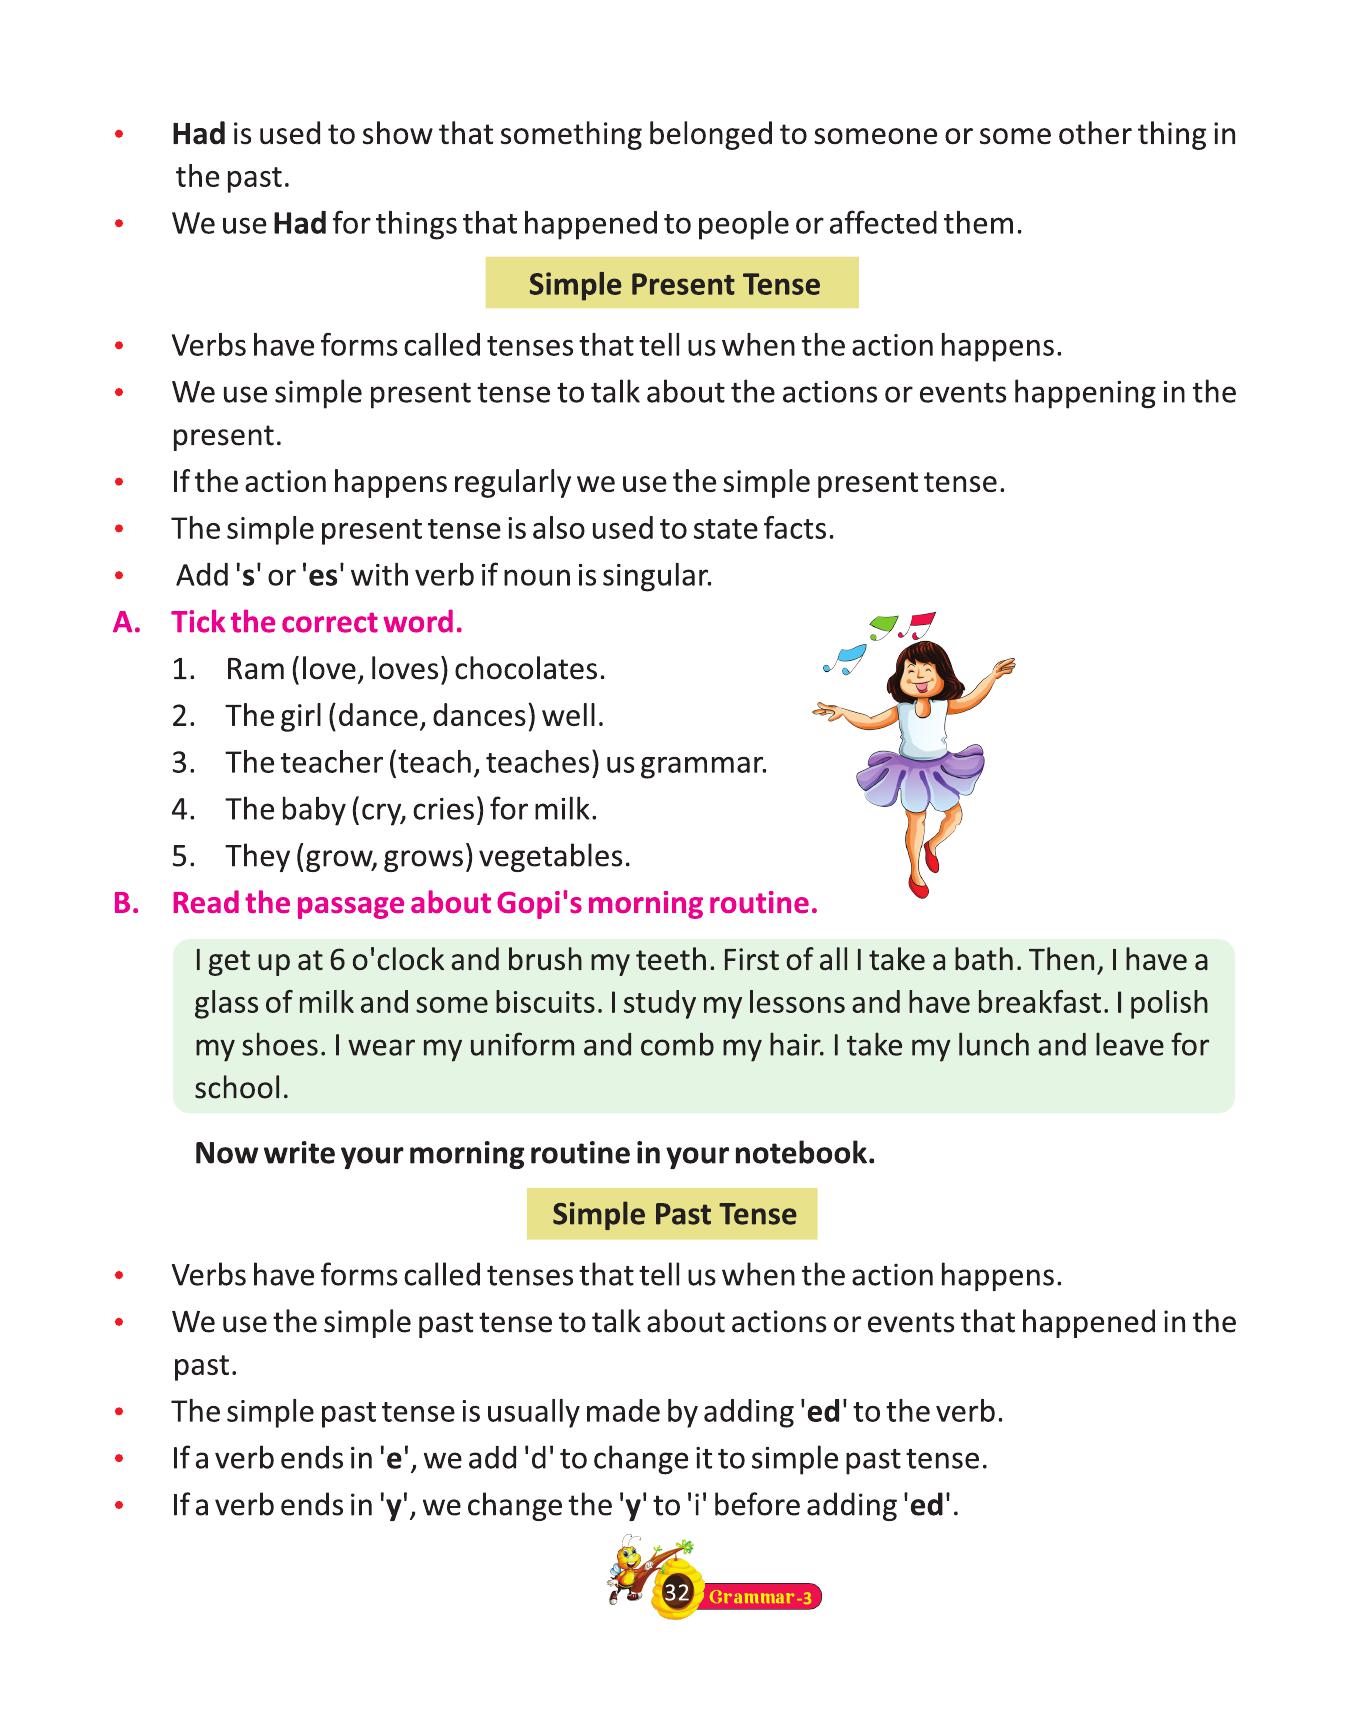 • Had is used to show that something belonged to someone or some other thing in
the past.
• We use Had for things that happened to people or affected them.
Simple Present Tense
• Verbs have forms called tenses that tell us when the action happens.
• We use simple present tense to talk about the actions or events happening in the
present.
• If the action happens regularly we use the simple present tense.
• The simple present tense is also used to state facts.
• Add 's' or 'es' with verb if noun is singular.
A. Tick the correct word.
1. Ram (love, loves) chocolates.
2. The girl (dance, dances) well.
3. The teacher (teach, teaches) us grammar.
4. The baby (cry, cries) for milk.
5. They (grow, grows) vegetables.
B. Read the passage about Gopi's morning routine.
I get up at 6 o'clock and brush my teeth. First of all I take a bath. Then, I have a
glass of milk and some biscuits. I study my lessons and have breakfast. I polish
my shoes. I wear my uniform and comb my hair. I take my lunch and leave for
school.
Now write your morning routine in your notebook.
Simple Past Tense
• Verbs have forms called tenses that tell us when the action happens.
• We use the simple past tense to talk about actions or events that happened in the
past.
• The simple past tense is usually made by adding 'ed' to the verb.
• If a verb ends in 'e', we add 'd' to change it to simple past tense.
• If a verb ends in 'y', we change the 'y' to 'i' before adding 'ed'.
32 Grammar-3